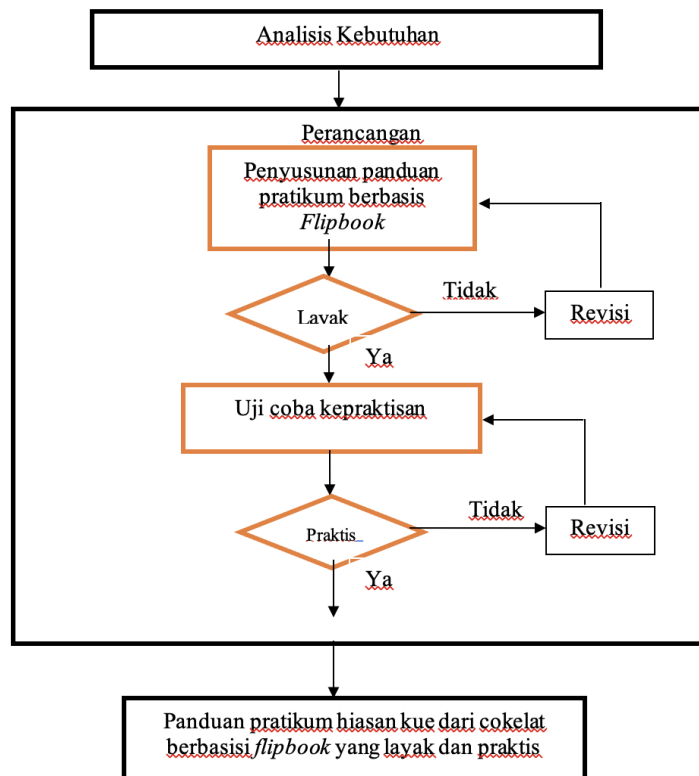 Analisis Kebutuhan
Perancangan
Penyusunan panduan
pratikum berbasis
Flipbook
Tidak
Lavak
Revisi
Ya
Uji coba kepraktisan
Tidak
Praktis
Revisi
Ya
Panduan pratikum hiasan kue dari cokelat
berbasisi flipbook yang layak dan praktis